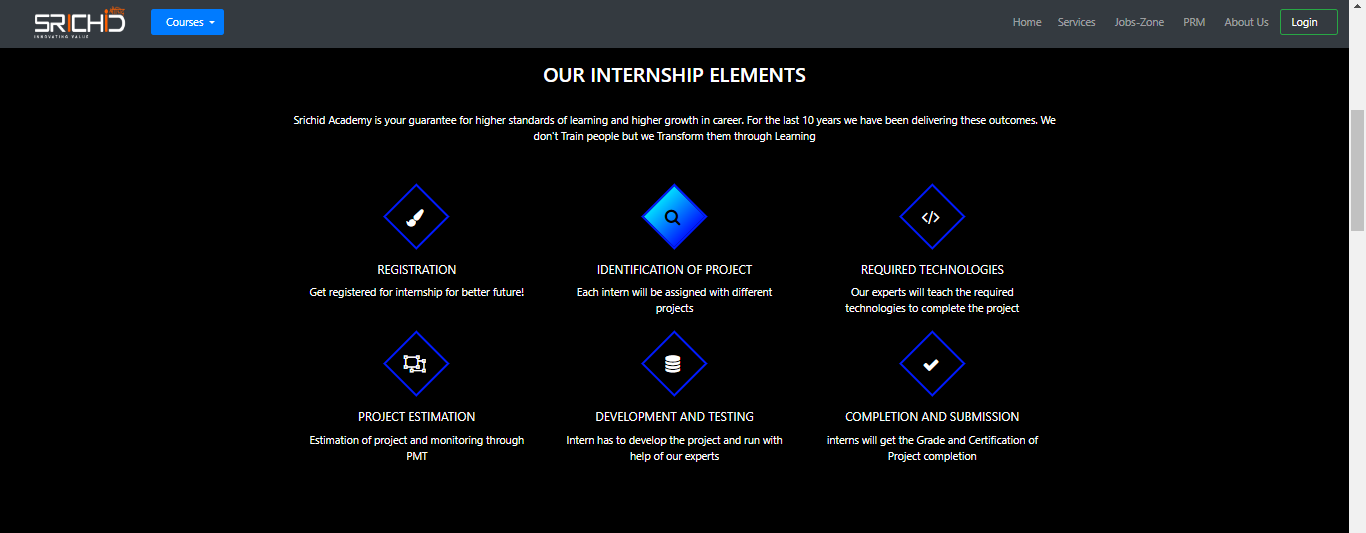 SRICHID
INNOVATING VALUE
Courses
Home Services Jobs-Zone PRM About Us Login
OUR INTERNSHIP ELEMENTS
Srichid Academy is your guarantee for higher standards of learning and higher growth in career. For the last 10 years we have been delivering these outcomes. We
don't Train people but we Transform them through Learning
REGISTRATION
Get registered for internship for better future!
IDENTIFICATION OF PROJECT
Each intern will be assigned with different
projects
REQUIRED TECHNOLOGIES
Our experts will teach the required
technologies to complete the project
PROJECT ESTIMATION
Estimation of project and monitoring through
PMT
DEVELOPMENT AND TESTING
Intern has to develop the project and run with
help of our experts
COMPLETION AND SUBMISSION
interns will get the Grade and Certification of
Project completion